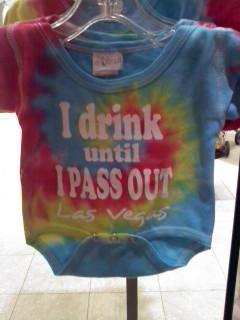 I drink
until
I PASS OUT
Las Vegas